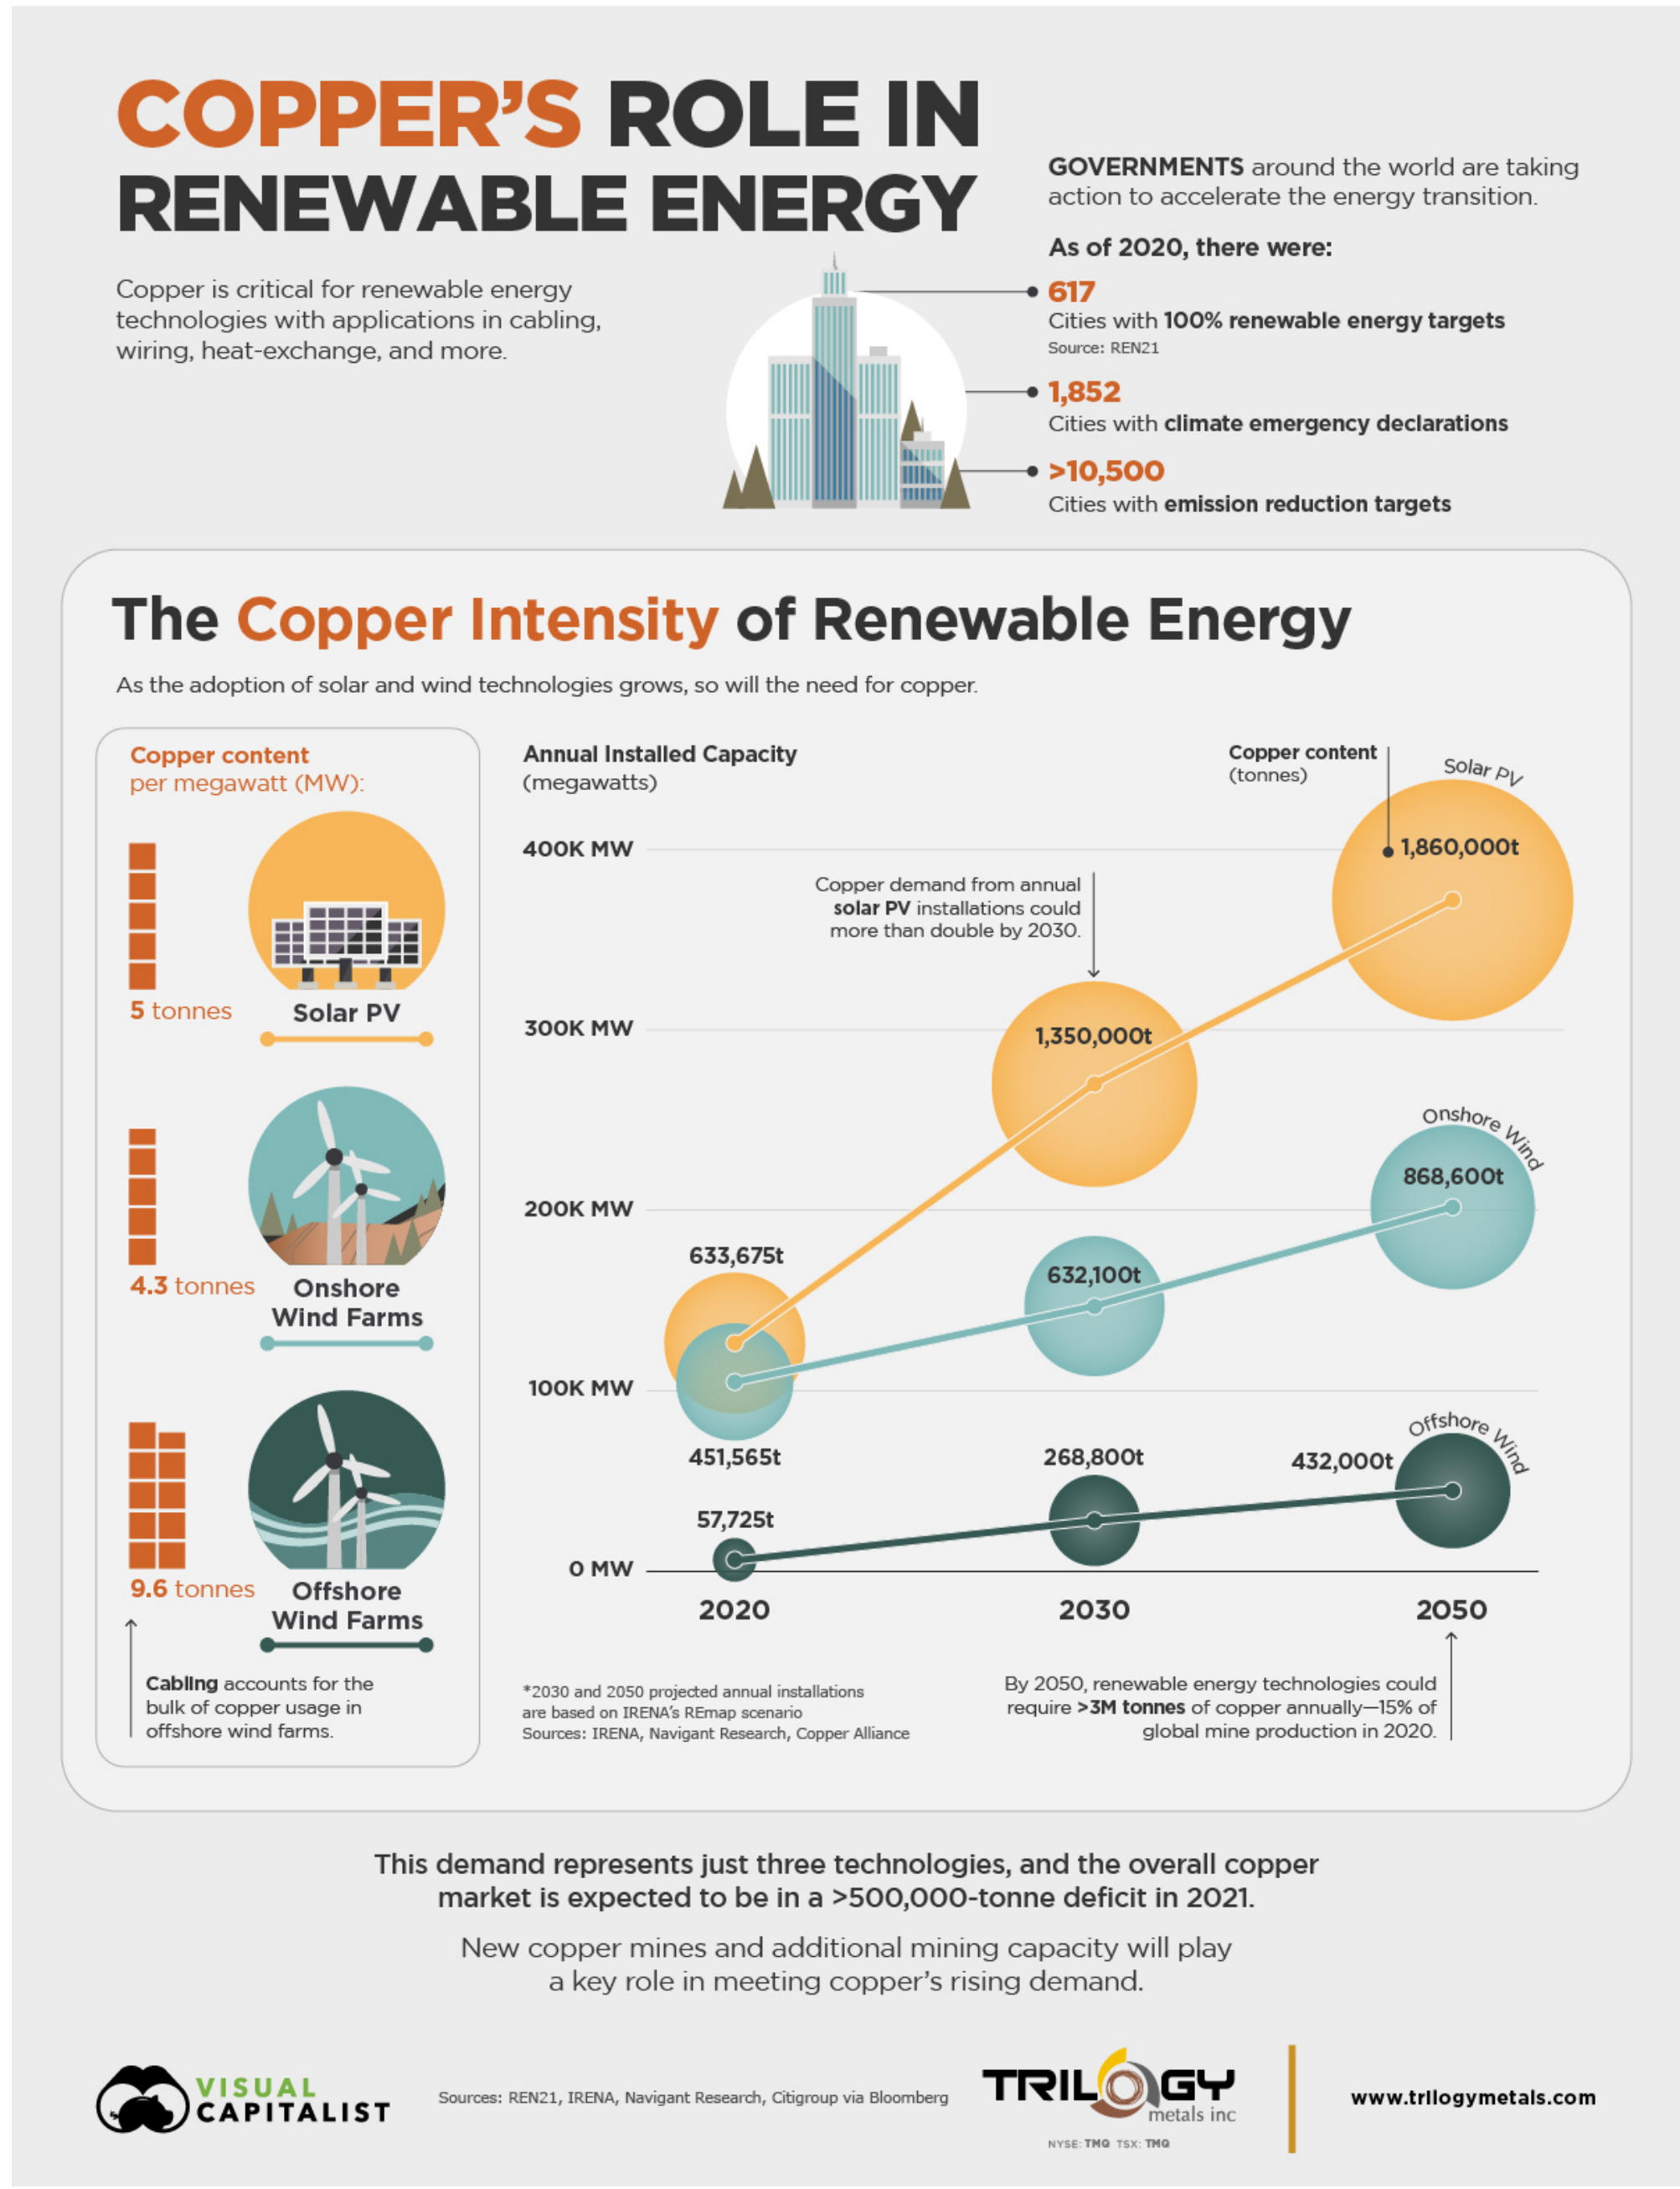 COPPER'S ROLE IN
RENEWABLE ENERGY
Copper is critical for renewable energy
technologies with applications in cabling,
wiring, heat-exchange, and more.
GOVERNMENTS around the world are taking
action to accelerate the energy transition.
As of 2020, there were:
617
Cities with 100% renewable energy targets
Source: REN21
1,852
Cities with climate emergency declarations
>10,500
Cities with emission reduction targets
The Copper Intensity of Renewable Energy
As the adoption of solar and wind technologies grows, so will the need for copper.
Copper content
per megawatt (MW):
5 tonnes
Solar PV
4.3 tonnes
Onshore
Wind Farms
9.6 tonnes
Offshore
Wind Farms
Cabling accounts for the
bulk of copper usage in
offshore wind farms.
Annual Installed Capacity
(megawatts)
Copper content
(tonnes)
Solar PV
400K MW
1,860,000t
Copper demand from annual
solar PV installations could
more than double by 2030.
300K MW
1,350,000t
Onshore Wind
868,600t
200K MW
633,675t
632,100t
100K MW
Offshore Wind
451,565t
268,800t
432,000t
57,725t
0 MW
2020
2030
2050
*2030 and 2050 projected annual installations
are based on IRENA's REmap scenario
Sources: IRENA, Navigant Research, Copper Alliance
By 2050, renewable energy technologies could
require >3M tonnes of copper annually—15% of
global mine production in 2020.
This demand represents just three technologies, and the overall copper
market is expected to be in a >500,000-tonne deficit in 2021.
New copper mines and additional mining capacity will play
a key role in meeting copper's rising demand.
VISUAL
CAPITALIST
Sources: REN21, IRENA, Navigant Research, Citigroup via Bloomberg
TRILOGY
metals inc
NYSE: TMQ TSX: TMQ
www.trilogymetals.com